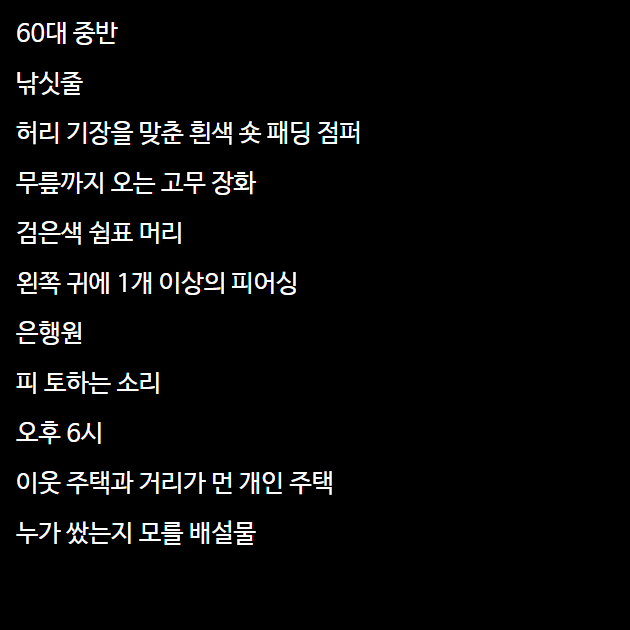 60대 중반
낚싯줄
허리 기장을 맞춘 흰색 숏 패딩 점퍼
무릎까지 오는 고무 장화
검은색 쉼표 머리
왼쪽 귀에 1개 이상의 피어싱
은행원
피 토하는 소리
오후 6시
이웃 주택과 거리가 먼 개인 주택
누가 쌌는지 모를 배설물